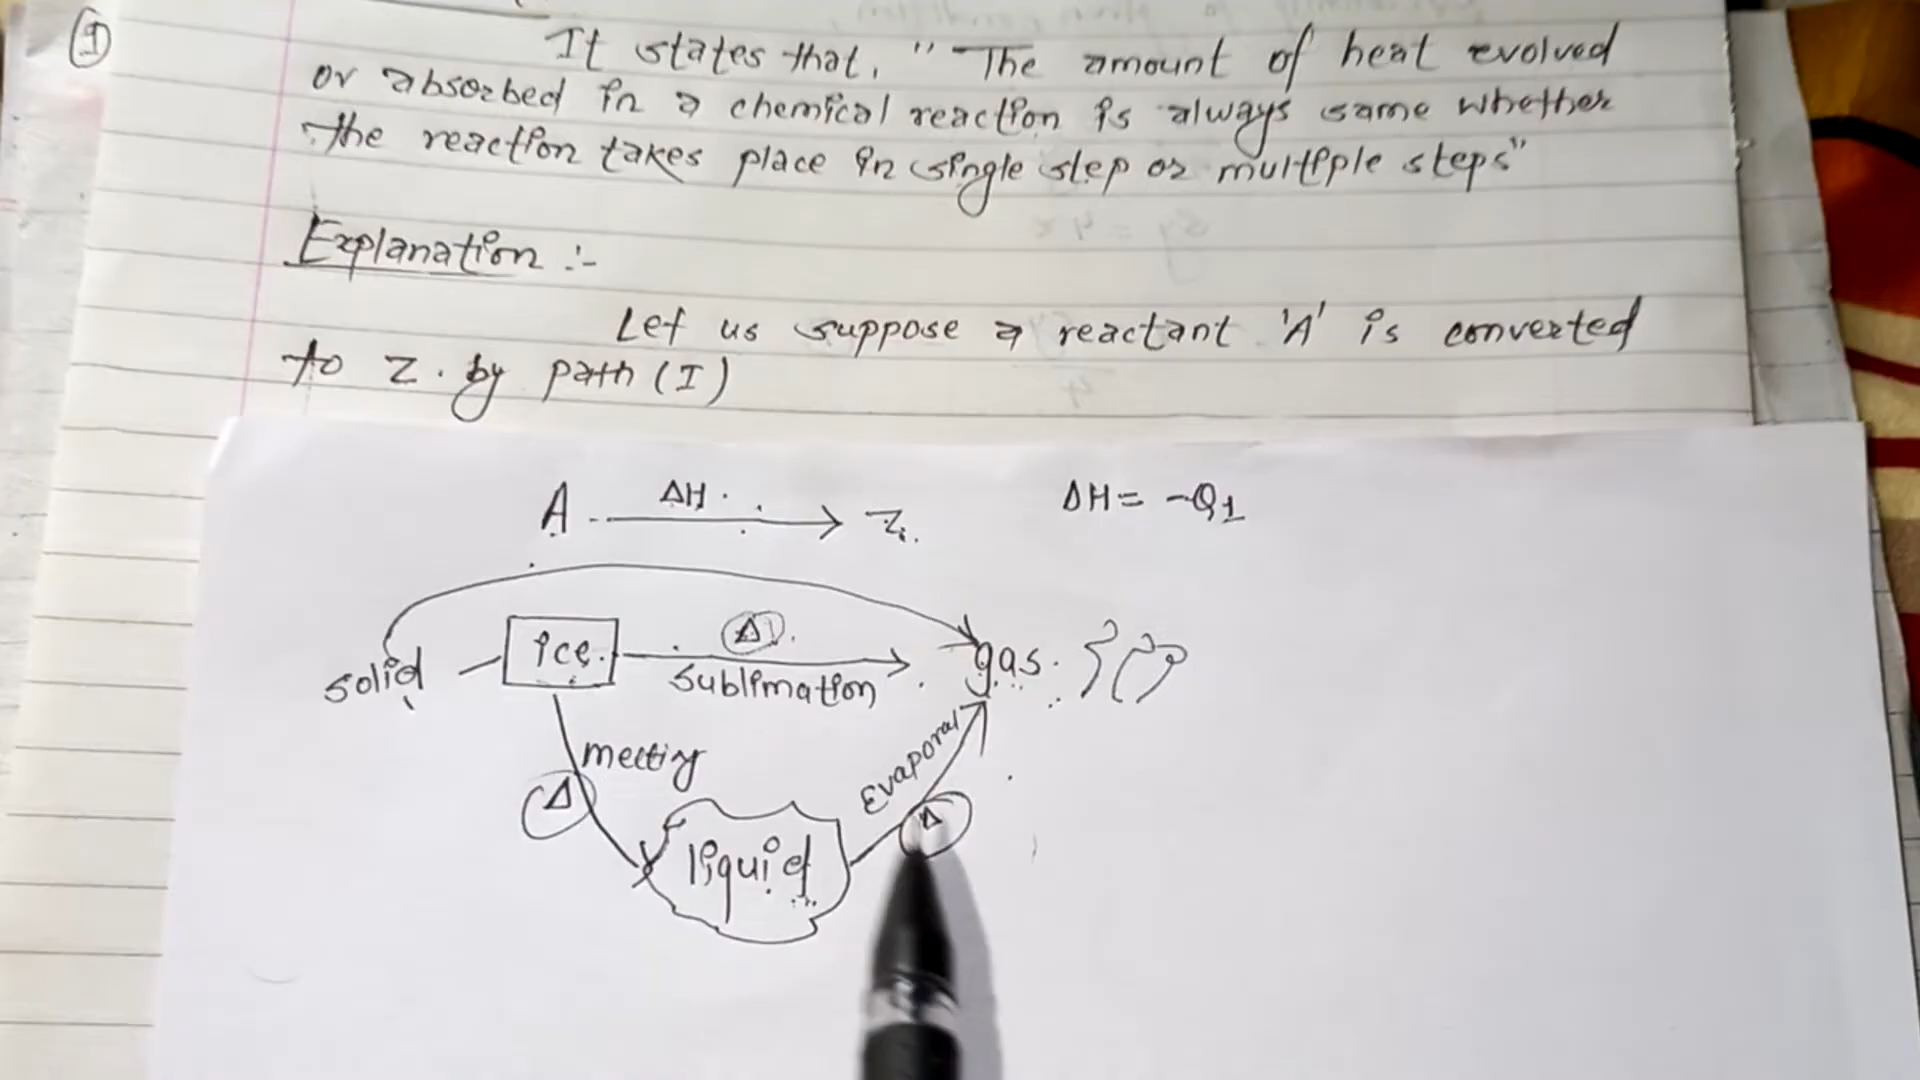 (I)
It states that, "The amount of heat evolved
or absorbed in a chemical reaction is always same whether
the reaction takes place in single step or multiple steps"
Explanation :-
Let us suppose a reactant 'A' is converted
to Z. by path (I)
A ΔH → Z. ΔH = -Q1
solid – ice. Δ sublimation → gas.
melting Δ
Evaporat Δ
liquid